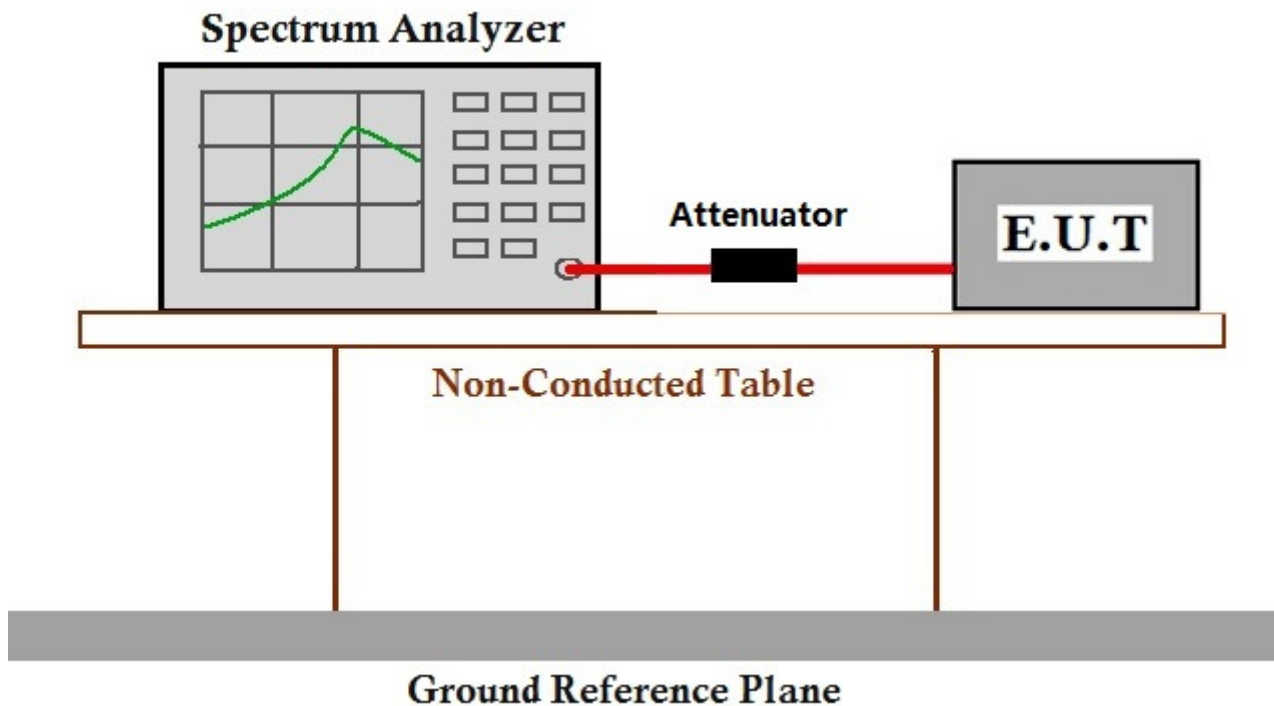 Spectrum Analyzer
Attenuator
E.U.T
Non-Conducted Table
Ground Reference Plane